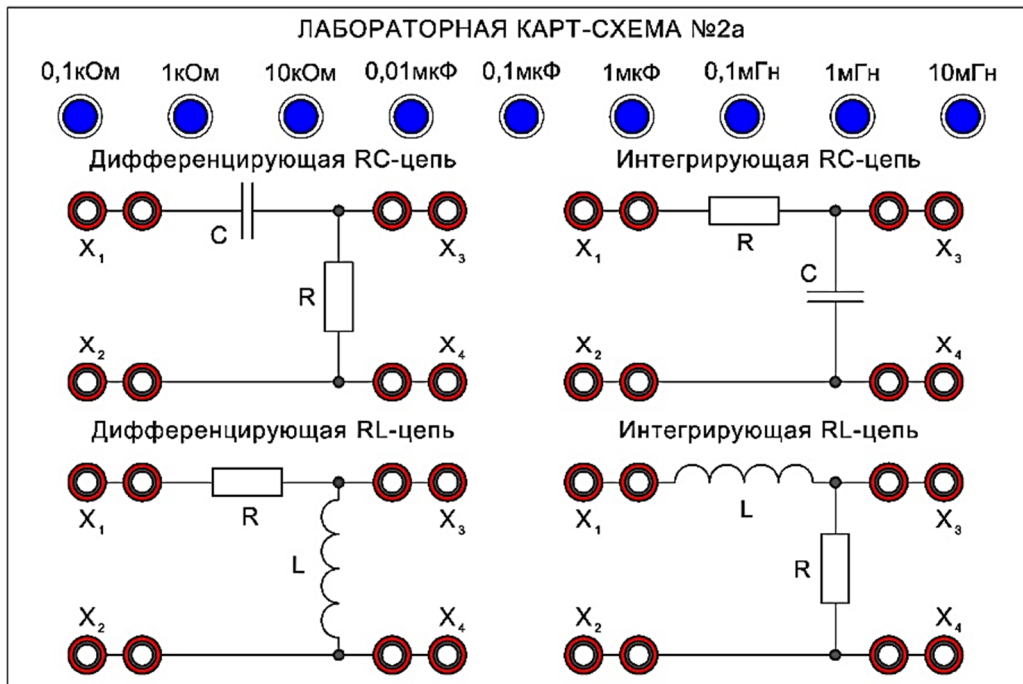 ЛАБОРАТОРНАЯ КАРТ-СХЕМА №2а
0,1кОм 1кОм 10кОм 0,01мкФ 0,1мкФ 1мкФ 0,1мГн 1мГн 10мГн
Дифференцирующая RC-цепь
C
X₁
X₃
R
X₂
X₄
Интегрирующая RC-цепь
R
X₁
X₃
C
X₂
X₄
Дифференцирующая RL-цепь
R
X₁
X₃
L
X₂
X₄
Интегрирующая RL-цепь
L
X₁
X₃
R
X₂
X₄